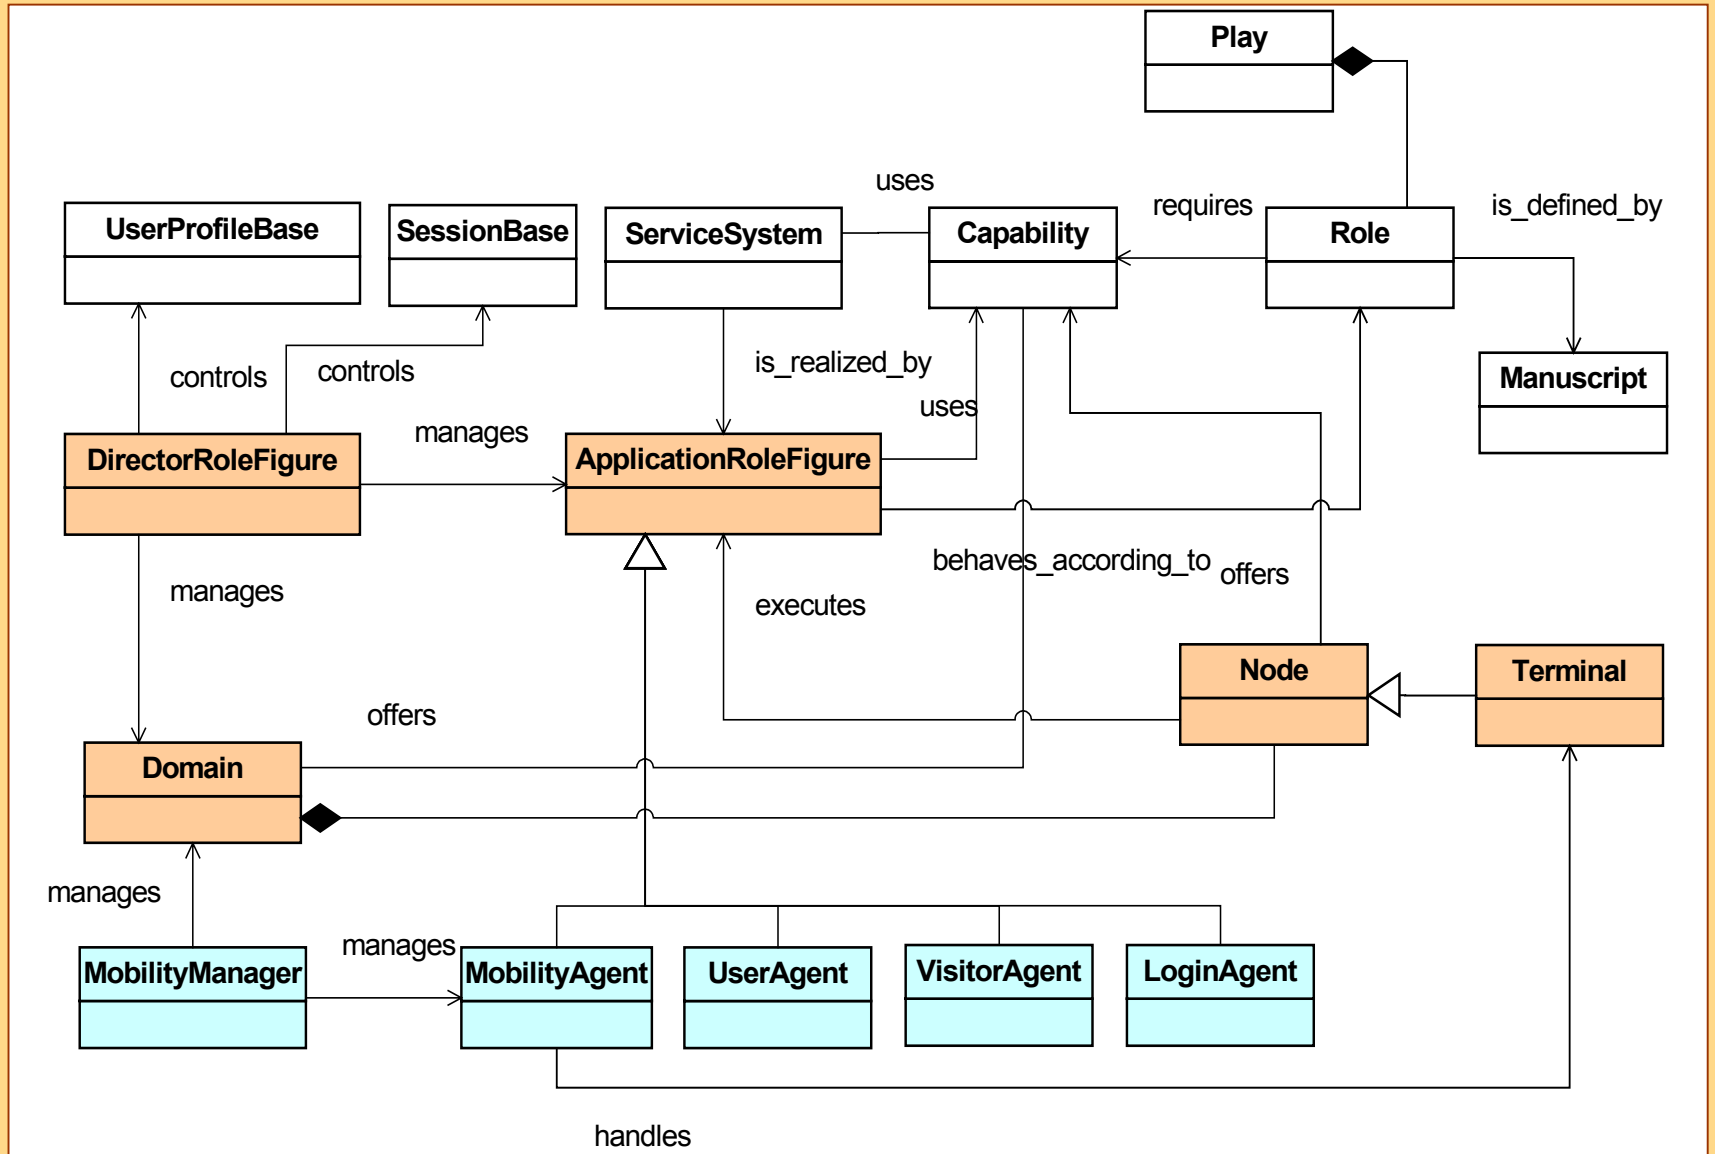 Play
uses
requires
is_defined_by
UserProfileBase
SessionBase
ServiceSystem
Capability
Role
controls
controls
is_realized_by
uses
Manuscript
manages
DirectorRoleFigure
ApplicationRoleFigure
manages
executes
behaves_according_to
offers
Node
Terminal
offers
Domain
manages
manages
MobilityManager
MobilityAgent
UserAgent
VisitorAgent
LoginAgent
handles